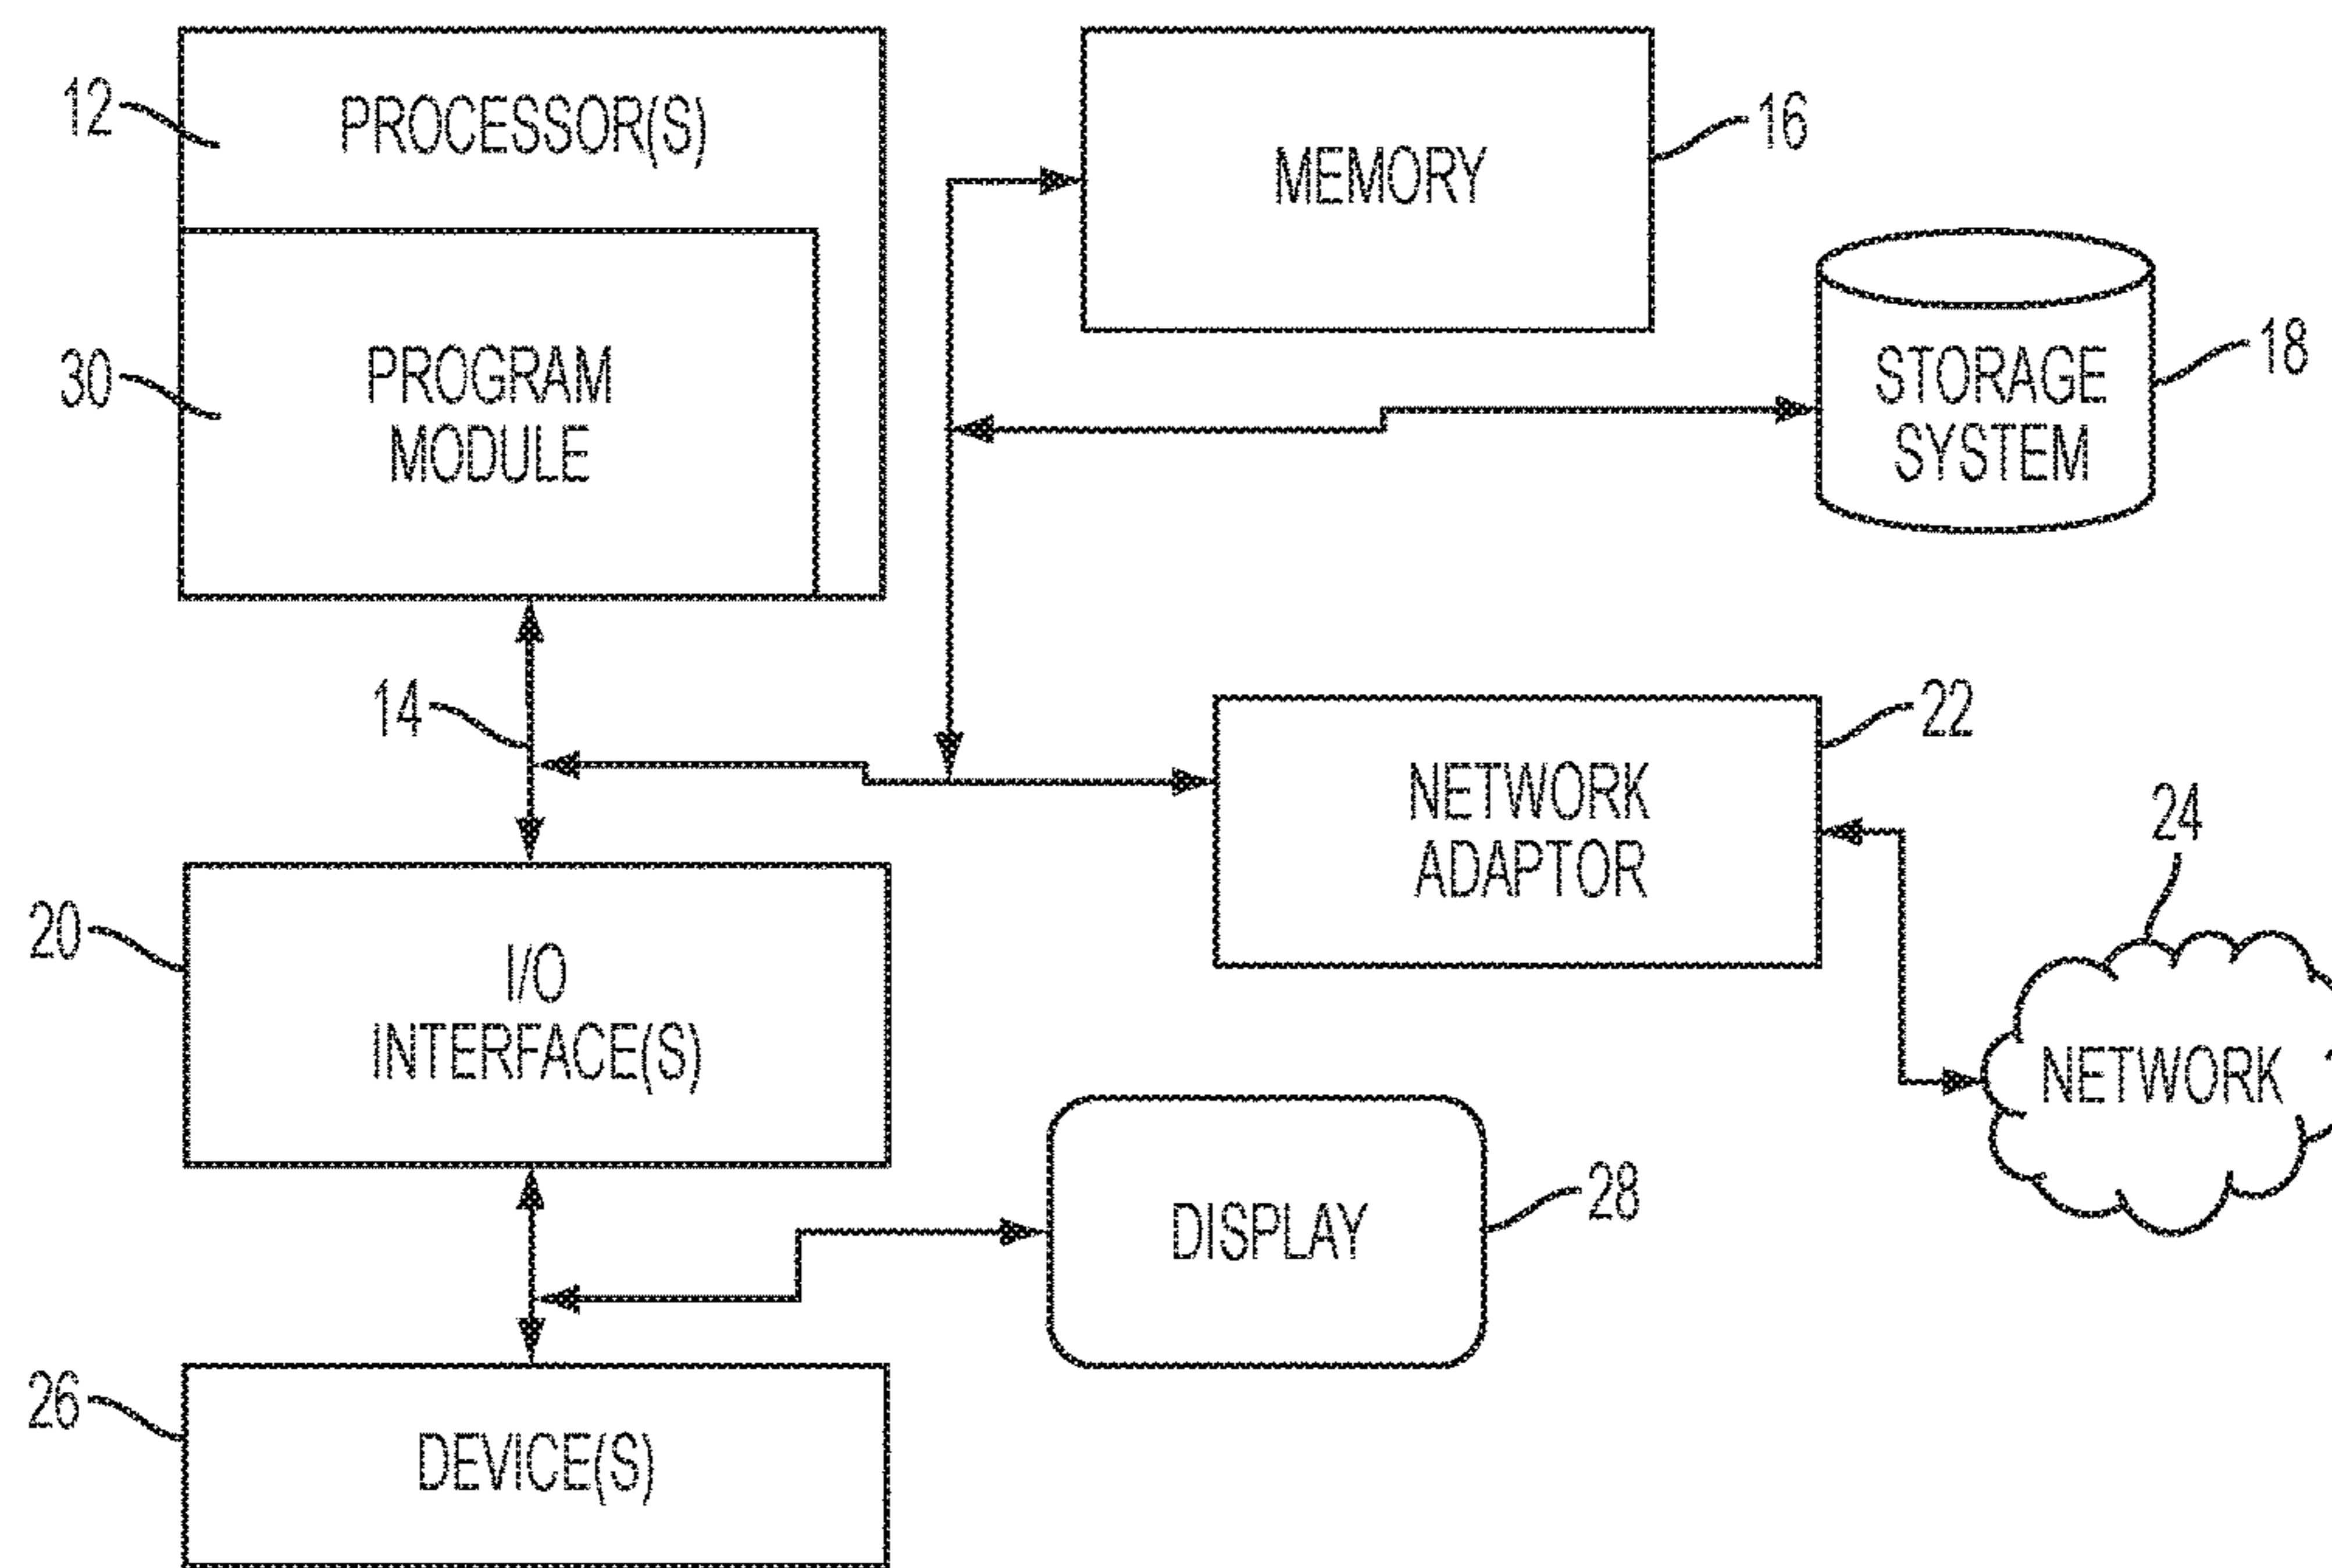 12
PROCESSOR(S)
MEMORY
16
30
PROGRAM
MODULE
STORAGE
SYSTEM
18
14
NETWORK
ADAPTOR
22
24
20
I/O
INTERFACE(S)
NETWORK
DISPLAY
28
26
DEVICE(S)